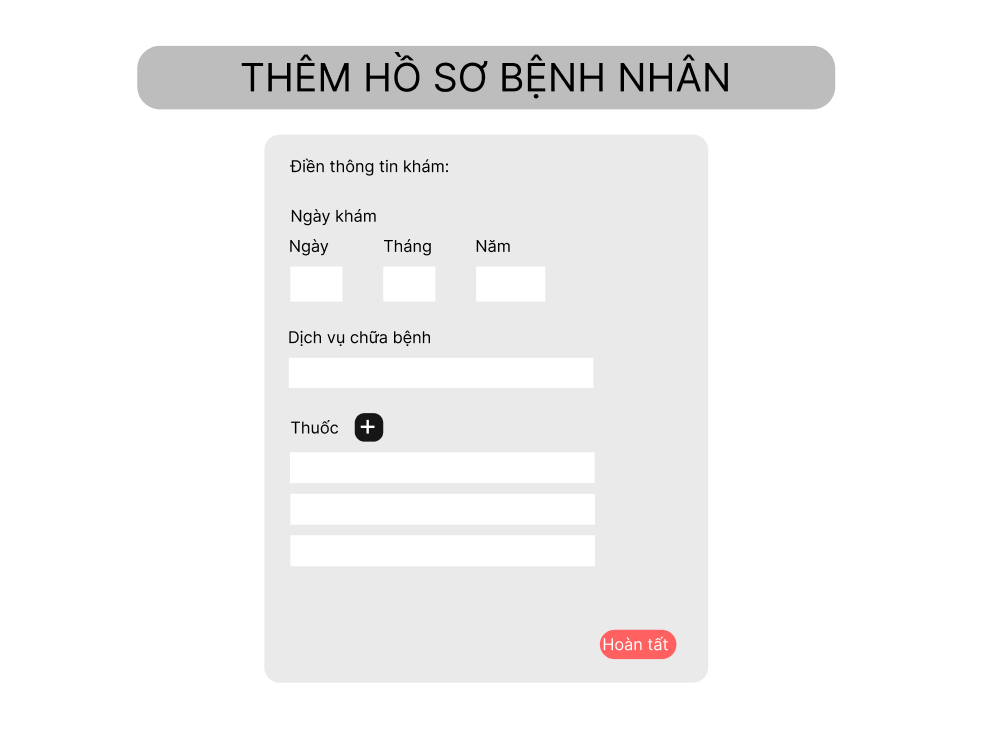 THÊM HỒ SƠ BỆNH NHÂN
Điền thông tin khám:
Ngày khám
Ngày Tháng Năm
Dịch vụ chữa bệnh
Thuốc +
Hoàn tất